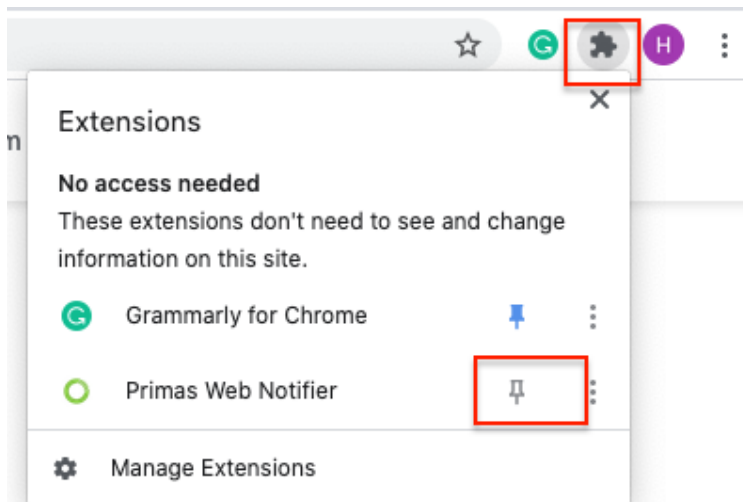 H
m
Extensions
No access needed
These extensions don't need to see and change
information on this site.
Grammarly for Chrome
Primas Web Notifier
Manage Extensions